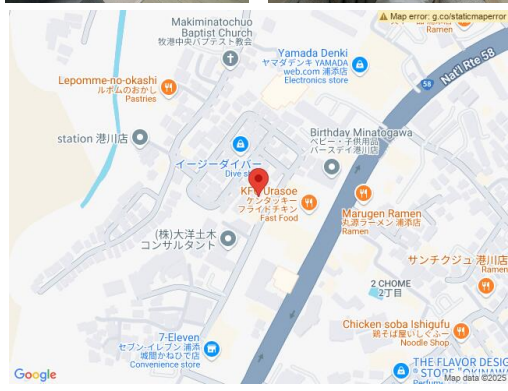 Map error: g.co/staticmaperror
Makiminatochuo
Baptist Church
牧港中央バプテスト教会
Ramen
Yamada Denki
ヤマダデンキ YAMADA
web.com 浦添店
Electronics store
Nat'l Rte 58
58
Lepomme-no-okashi
ルポムのおかし
Pastries
station 港川店
Birthday Minatogawa
ベビー・子供用品
バースデイ港川店
イージーダイバー
Dive sh
KFC Urasoe
ケンタッキー
フライドチキン
Fast Food
Marugen Ramen
丸源ラーメン 浦添店
Ramen
(株)大洋土木
コンサルタント
サンチクジュ 港川店
Ramen
2 CHOME
2丁目
Chicken soba Ishigufu
鶏そば屋いしぐふー
Noodle Shop
7-Eleven
セブン-イレブン 浦添
城間かねひで店
Convenience store
THE FLAVOR DESIG
® STORE "OKINAWA
Perfume
Google
Map data ©2025